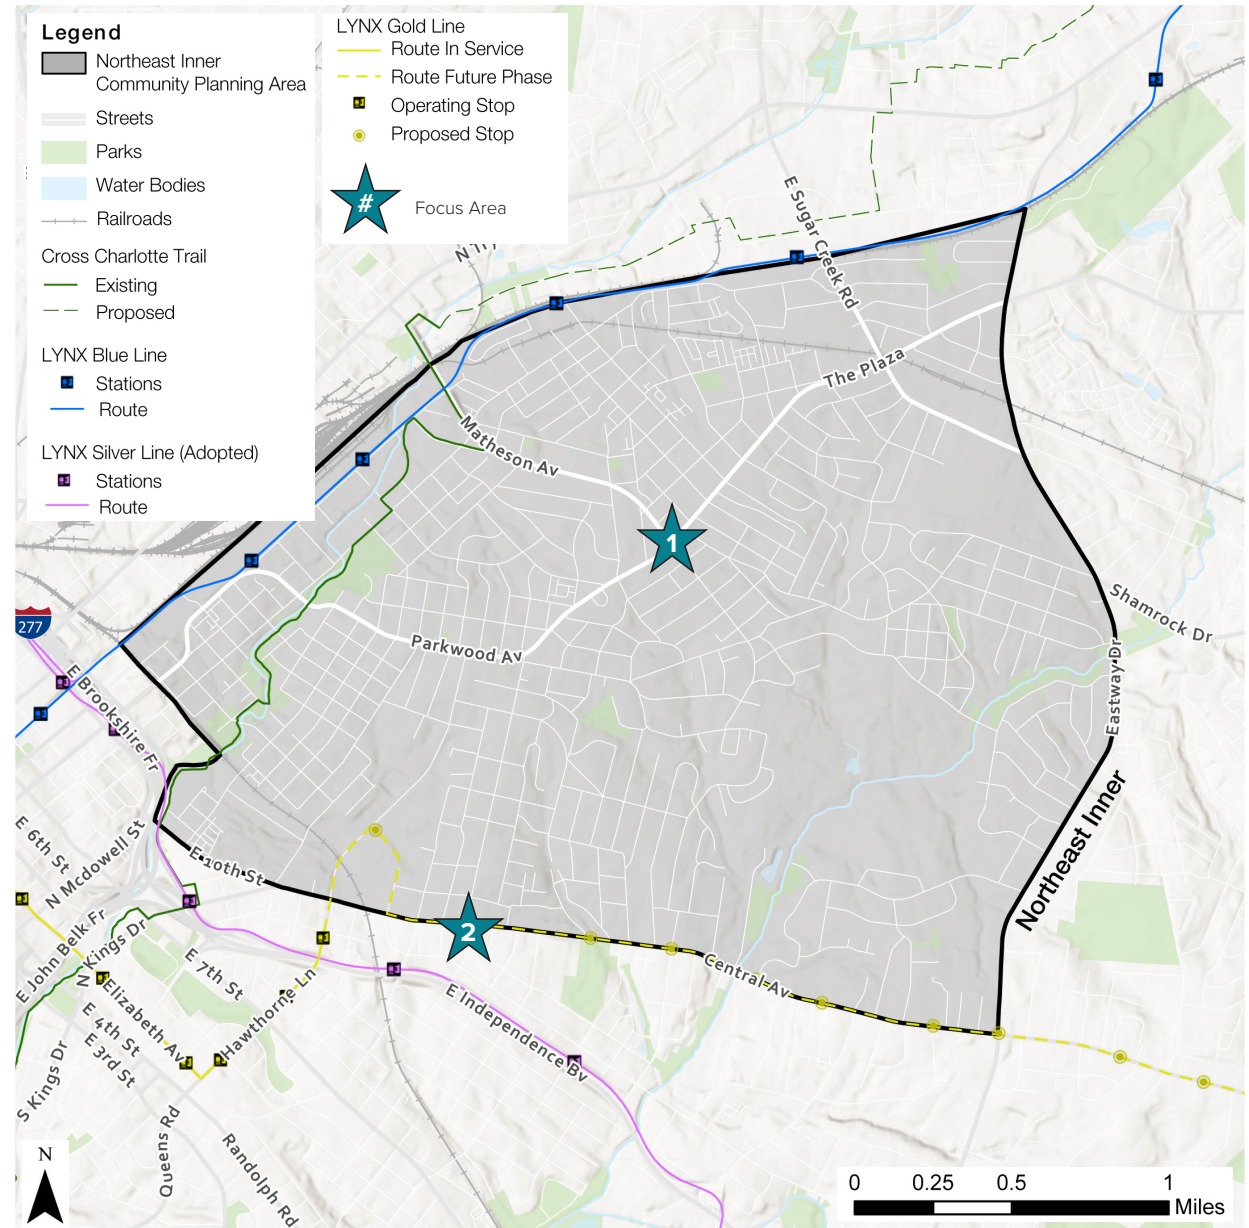 Legend
Northeast Inner
Community Planning Area
Streets
Parks
Water Bodies
Railroads
Cross Charlotte Trail
Existing
Proposed
LYNX Blue Line
Stations
Route
LYNX Silver Line (Adopted)
Stations
Route
LYNX Gold Line
Route In Service
Route Future Phase
Operating Stop
Proposed Stop
#
Focus Area
E Sugar Creek Rd
The Plaza
Matheson Av
1
Parkwood Av
Shamrock Dr
Eastway Dr
Northeast Inner
277
E Brookshire Fr
E 6th St
N Mcdowell St
E 10th St
2
Central Av
E John Belk Fr
N Kings Dr
E 7th St
Hawthorne Ln
Elizabeth Av
E 4th St
E 3rd St
E Independence Bv
S Kings Dr
Queens Rd
Randolph Rd
N
0 0.25 0.5 1
Miles